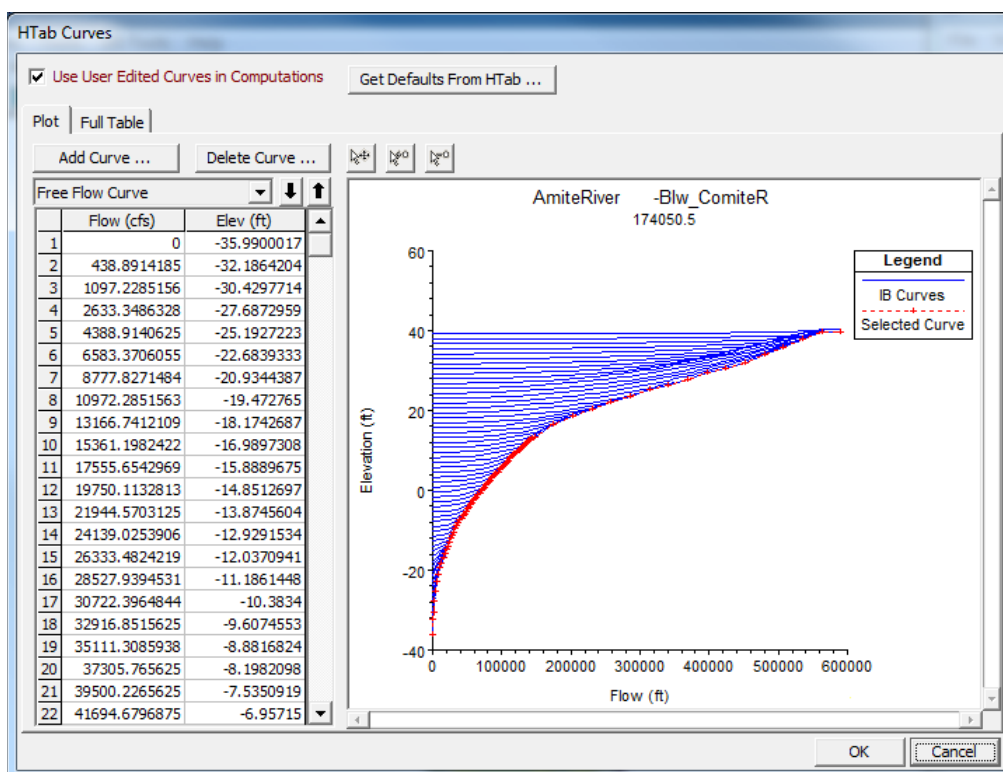 HTab Curves
Use User Edited Curves in Computations
Get Defaults From HTab ...
Plot
Full Table
Add Curve ...
Delete Curve ...
Free Flow Curve
Flow (cfs) Elev (ft)
1 0 -35.9900017
2 438.8914185 -32.1864204
3 1097.2285156 -30.4297714
4 2633.3486328 -27.6872959
5 4388.9140625 -25.1927223
6 6583.3706055 -22.6839333
7 8777.8271484 -20.9344387
8 10972.2851563 -19.472765
9 13166.7412109 -18.1742687
10 15361.1982422 -16.9897308
11 17555.6542969 -15.8889675
12 19750.1132813 -14.8512697
13 21944.5703125 -13.8745604
14 24139.0253906 -12.9291534
15 26333.4824219 -12.0370941
16 28527.9394531 -11.1861448
17 30722.3964844 -10.3834
18 32916.8515625 -9.6074553
19 35111.3085938 -8.8816824
20 37305.765625 -8.1982098
21 39500.2265625 -7.5350919
22 41694.6796875 -6.95715
AmiteRiver -Blw_ComiteR
174050.5
60
40
20
0
-20
-40
Elevation (ft)
0 100000 200000 300000 400000 500000 600000
Flow (ft)
Legend
IB Curves
Selected Curve
OK
Cancel